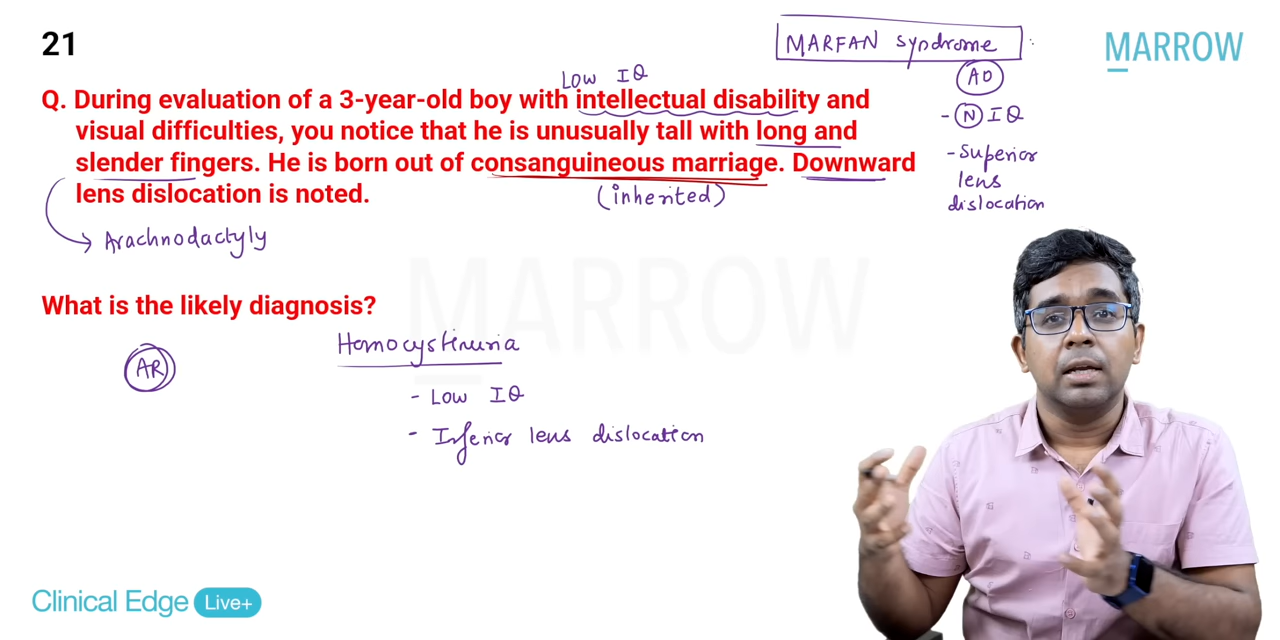 21
MARFAN Syndrome
MARROW
AD
Low IQ
Q. During evaluation of a 3-year-old boy with intellectual disability and
- N IQ
visual difficulties, you notice that he is unusually tall with long and
slender fingers. He is born out of consanguineous marriage. Downward
- Superior
lens
dislocation
lens dislocation is noted.
(inherited)
Arachnodactyly
MARROW
What is the likely diagnosis?
Homocystinuria
AR
- Low IQ
- Inferior lens dislocation
Clinical Edge Live+